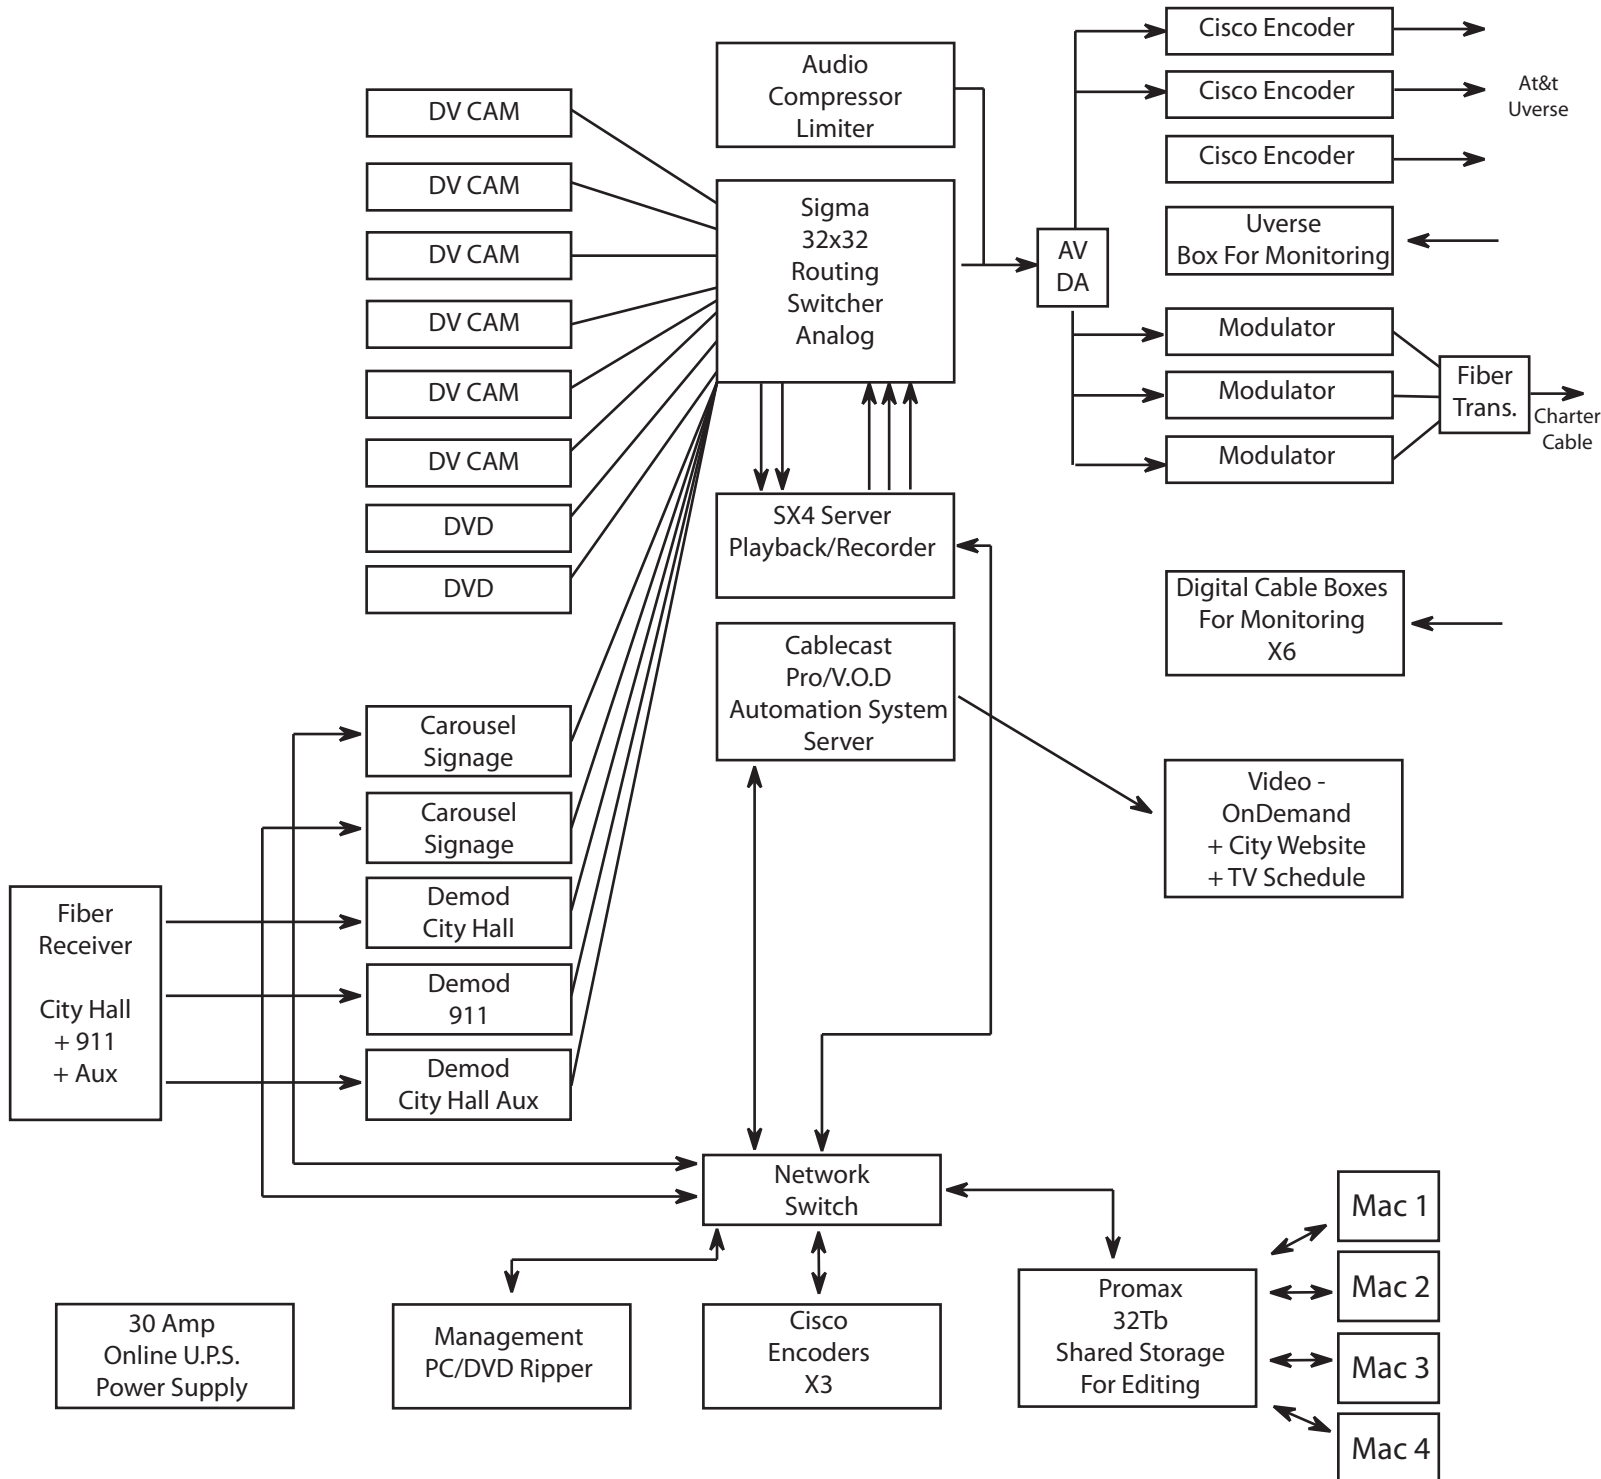 Cisco Encoder
Audio
Compressor
Limiter
Cisco Encoder
At&t
Uverse
DV CAM
Cisco Encoder
DV CAM
Sigma
32x32
Routing
Switcher
Analog
Uverse
Box For Monitoring
DV CAM
AV
DA
DV CAM
Modulator
DV CAM
Modulator
Fiber
Trans.
Charter
Cable
DV CAM
Modulator
DVD
SX4 Server
Playback/Recorder
DVD
Digital Cable Boxes
For Monitoring
X6
Cablecast
Pro/V.O.D
Automation System
Server
Carousel
Signage
Video -
OnDemand
+ City Website
+ TV Schedule
Carousel
Signage
Fiber
Receiver
City Hall
+ 911
+ Aux
Demod
City Hall
Demod
911
Demod
City Hall Aux
Network
Switch
Mac 1
Mac 2
Mac 3
Mac 4
30 Amp
Online U.P.S.
Power Supply
Management
PC/DVD Ripper
Cisco
Encoders
X3
Promax
32Tb
Shared Storage
For Editing